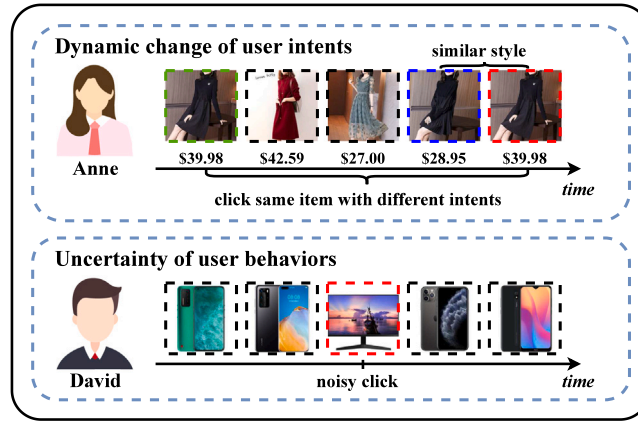 Dynamic change of user intents
similar style
Anne
$39.98 $42.59 $27.00 $28.95 $39.98
time
click same item with different intents
Uncertainty of user behaviors
David
noisy click
time